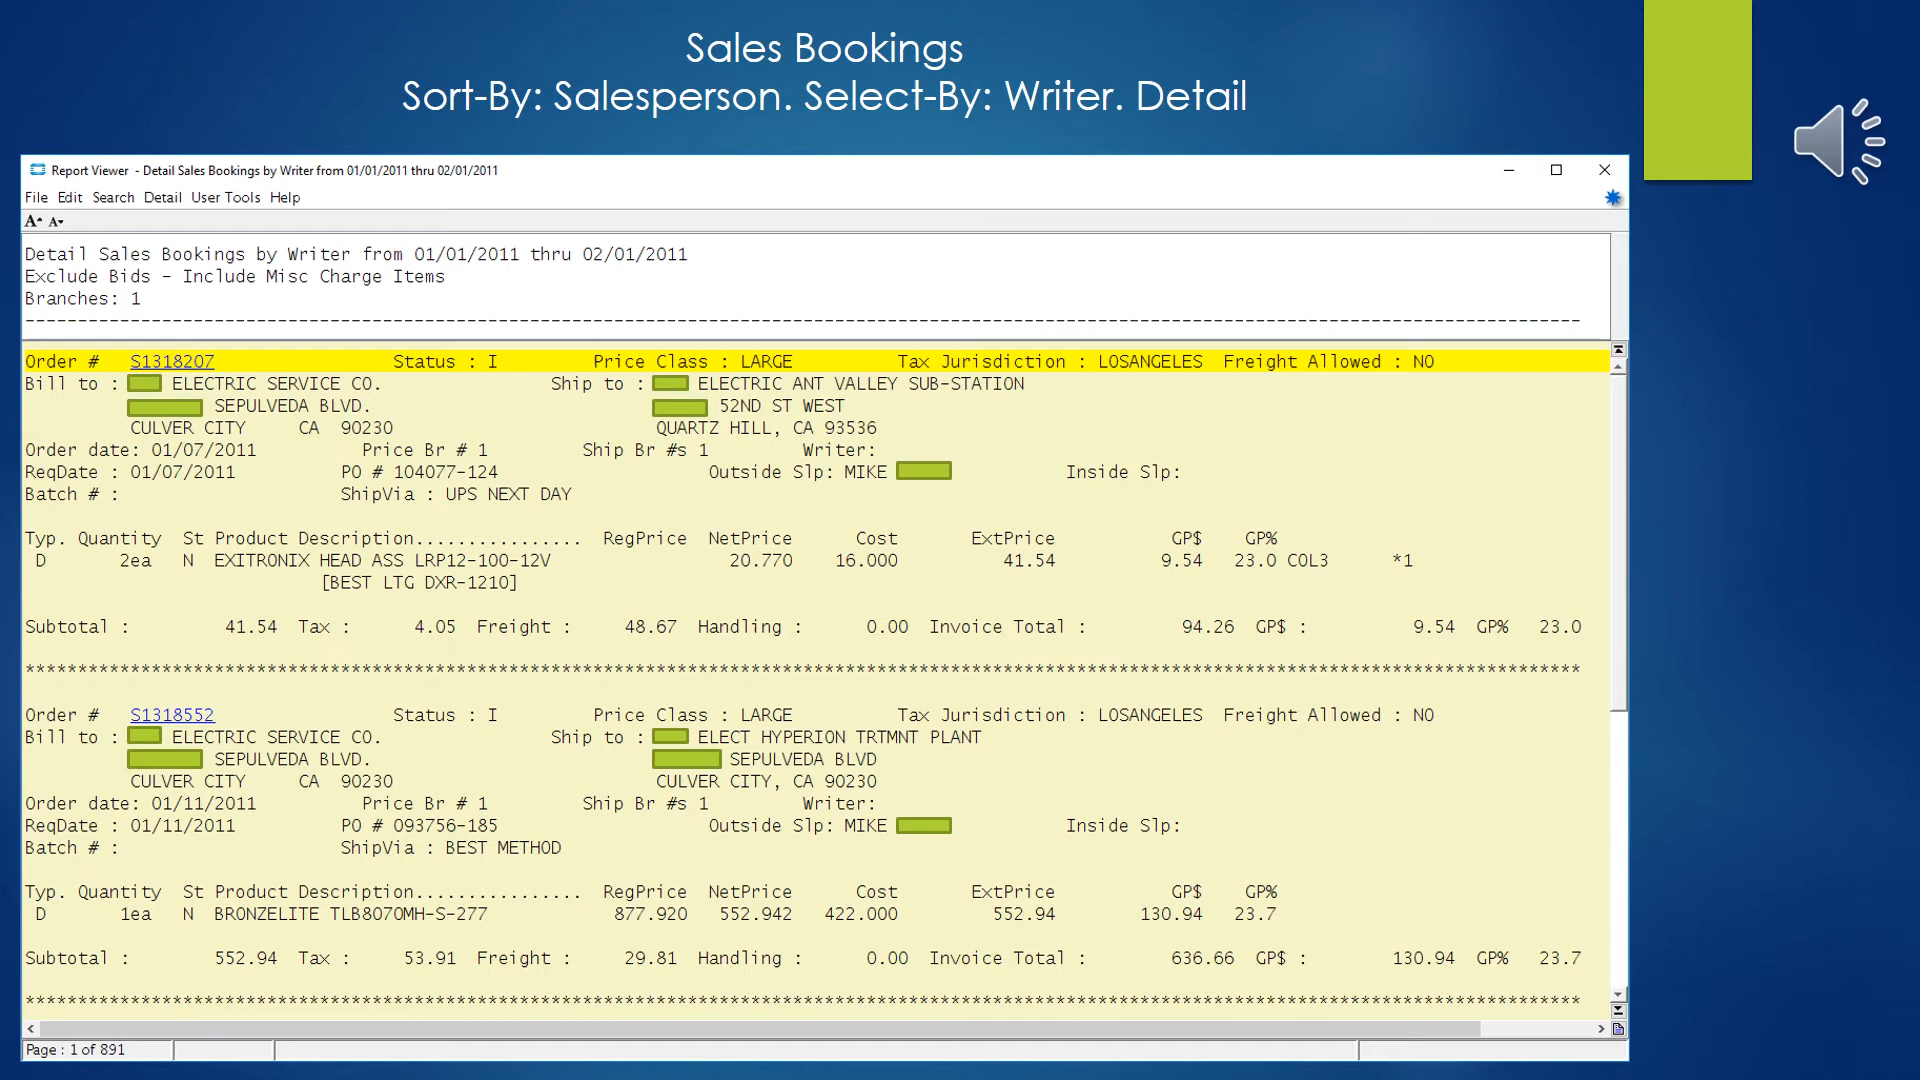 Sales Bookings
Sort-By: Salesperson. Select-By: Writer. Detail
Report Viewer - Detail Sales Bookings by Writer from 01/01/2011 thru 02/01/2011
File Edit Search Detail User Tools Help
A A
Detail Sales Bookings by Writer from 01/01/2011 thru 02/01/2011
Exclude Bids - Include Misc Charge Items
Branches: 1
----------------------------------------------------------------------------------------------------------------------------------------------------
Order # S1318207 Status : I Price Class : LARGE Tax Jurisdiction : LOSANGELES Freight Allowed : NO
Bill to : ELECTRIC SERVICE CO. Ship to : ELECTRIC ANT VALLEY SUB-STATION
SEPULVEDA BLVD. 52ND ST WEST
CULVER CITY CA 90230 QUARTZ HILL, CA 93536
Order date: 01/07/2011 Price Br # 1 Ship Br #s 1 Writer:
ReqDate : 01/07/2011 PO # 104077-124 Outside Slp: MIKE Inside Slp:
Batch # : ShipVia : UPS NEXT DAY
Typ. Quantity St Product Description................ RegPrice NetPrice Cost ExtPrice GP$ GP%
D 2ea N EXITRONIX HEAD ASS LRP12-100-12V 20.770 16.000 41.54 9.54 23.0 COL3 *1
[BEST LTG DXR-1210]
Subtotal : 41.54 Tax : 4.05 Freight : 48.67 Handling : 0.00 Invoice Total : 94.26 GP$ : 9.54 GP% 23.0
****************************************************************************************************************************************************
Order # S1318552 Status : I Price Class : LARGE Tax Jurisdiction : LOSANGELES Freight Allowed : NO
Bill to : ELECTRIC SERVICE CO. Ship to : ELECT HYPERION TRTMNT PLANT
SEPULVEDA BLVD. SEPULVEDA BLVD
CULVER CITY CA 90230 CULVER CITY, CA 90230
Order date: 01/11/2011 Price Br # 1 Ship Br #s 1 Writer:
ReqDate : 01/11/2011 PO # 093756-185 Outside Slp: MIKE Inside Slp:
Batch # : ShipVia : BEST METHOD
Typ. Quantity St Product Description................ RegPrice NetPrice Cost ExtPrice GP$ GP%
D 1ea N BRONZELITE TLB8070MH-S-277 877.920 552.942 422.000 552.94 130.94 23.7
Subtotal : 552.94 Tax : 53.91 Freight : 29.81 Handling : 0.00 Invoice Total : 636.66 GP$ : 130.94 GP% 23.7
****************************************************************************************************************************************************
Page : 1 of 891